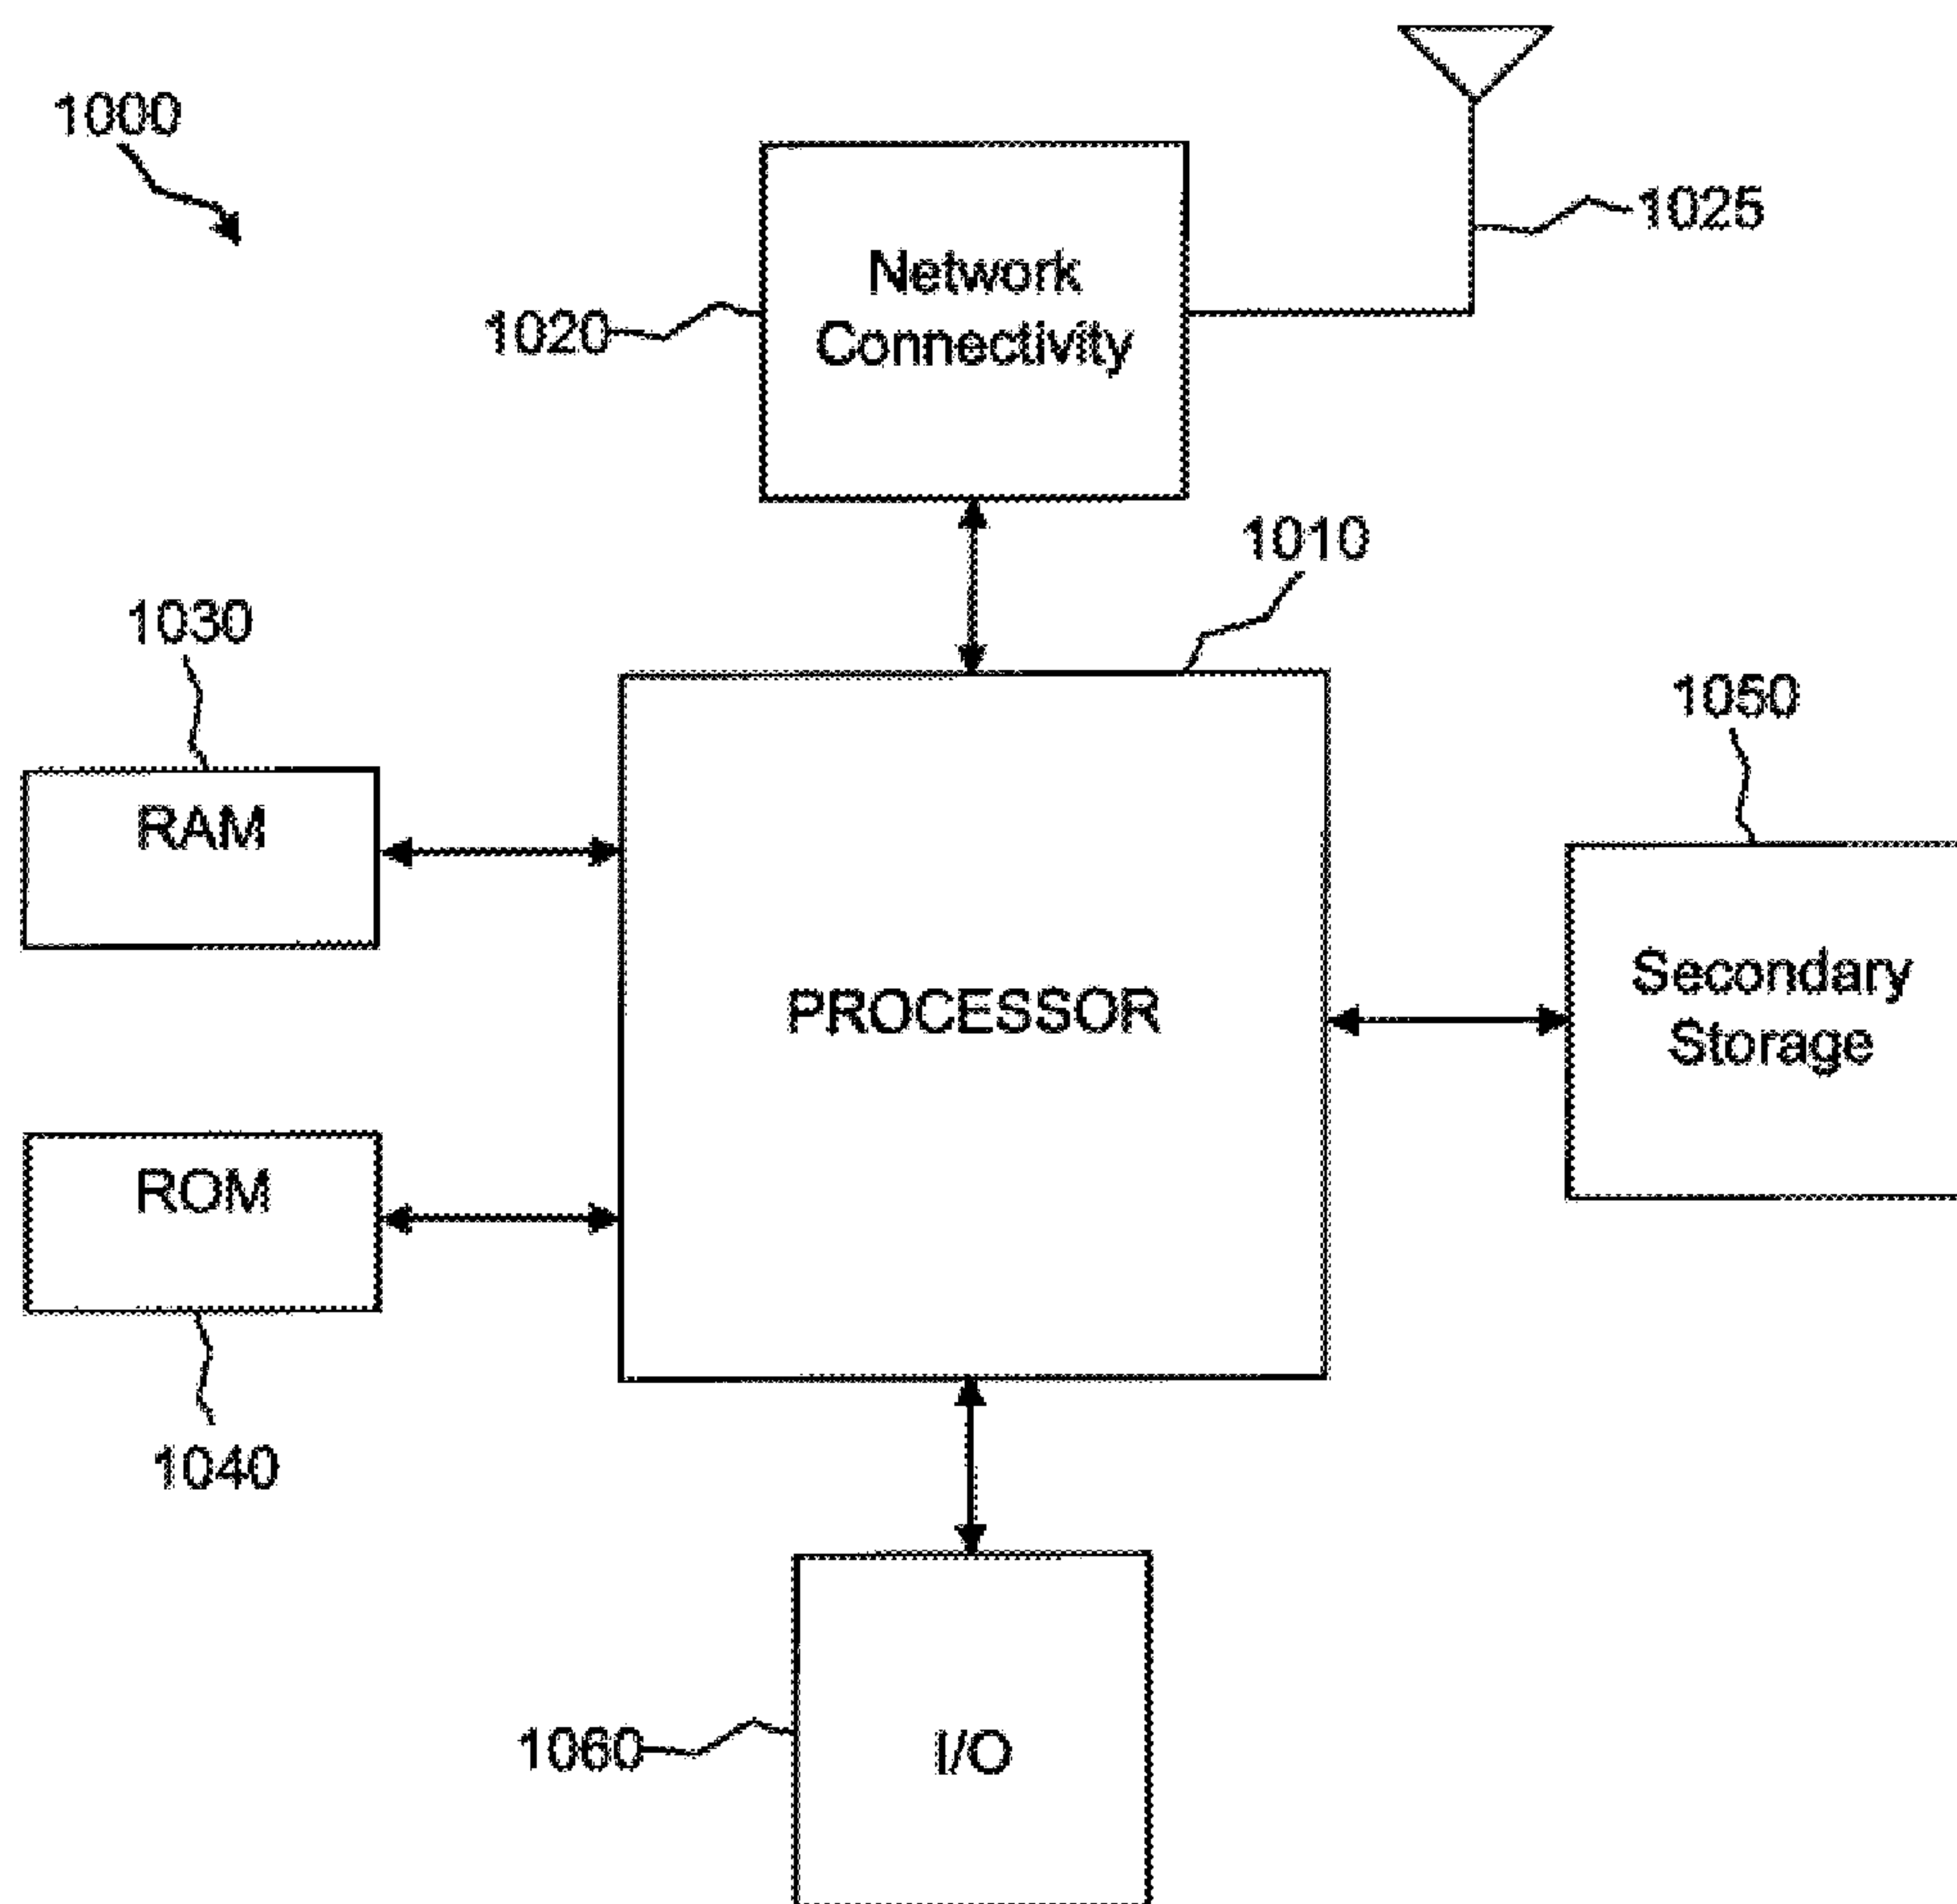 1000
1025
Network
Connectivity
1020
1010
1030
1050
RAM
PROCESSOR
Secondary
Storage
ROM
1040
1060
I/O